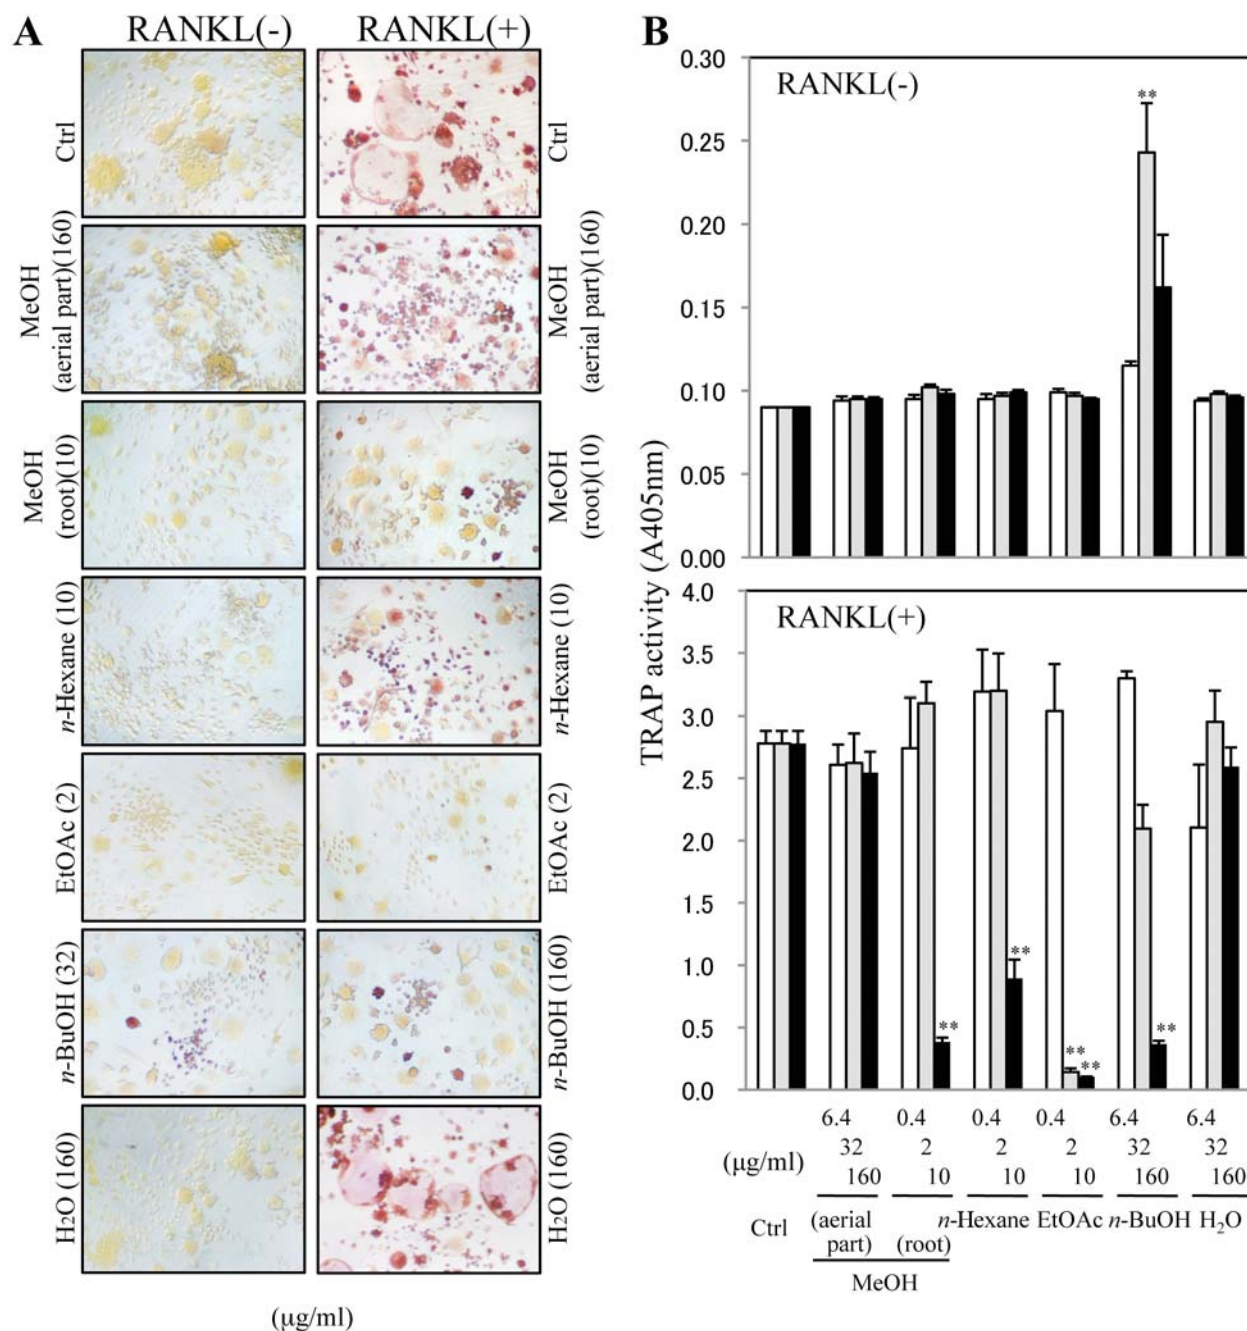 A
RANKL(-) RANKL(+)
Ctrl Ctrl
MeOH
(aerial part)(160)
MeOH
(aerial part)(160)
MeOH
(root)(10)
MeOH
(root)(10)
n-Hexane (10) n-Hexane (10)
EtOAc (2) EtOAc (2)
n-BuOH (32) n-BuOH (160)
H2O (160) H2O (160)
(μg/ml)
B
TRAP activity (A405nm)
RANKL(-)
0.30
0.25
0.20
0.15
0.10
0.05
0.00
**
RANKL(+)
4.0
3.5
3.0
2.5
2.0
1.5
1.0
0.5
0.0
**
**
**
**
**
6.4 0.4 0.4 0.4 6.4 6.4
(μg/ml) 32 2 2 2 32 32
160 10 10 10 160 160
Ctrl (aerial part) (root) n-Hexane EtOAc n-BuOH H2O
MeOH